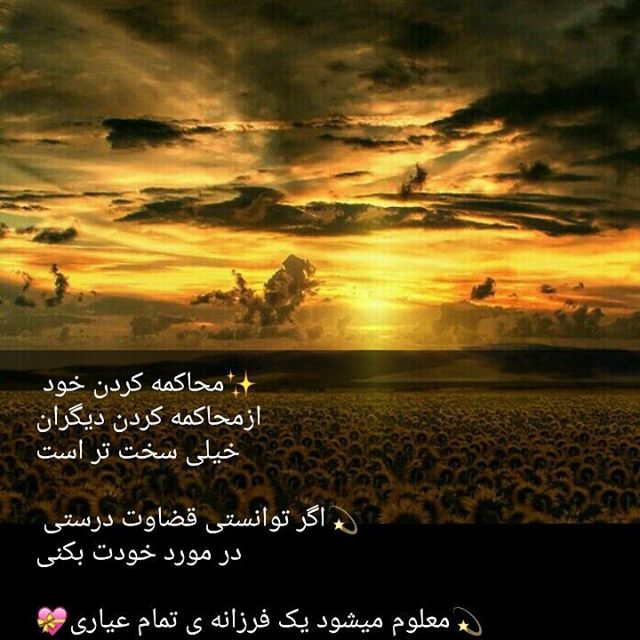 ✨محاکمه کردن خود
ازمحاکمه کردن دیگران
خیلی سخت تر است
💫اگر توانستی قضاوت درستی
در مورد خودت بکنی
💫معلوم میشود یک فرزانه ی تمام عیاری💝